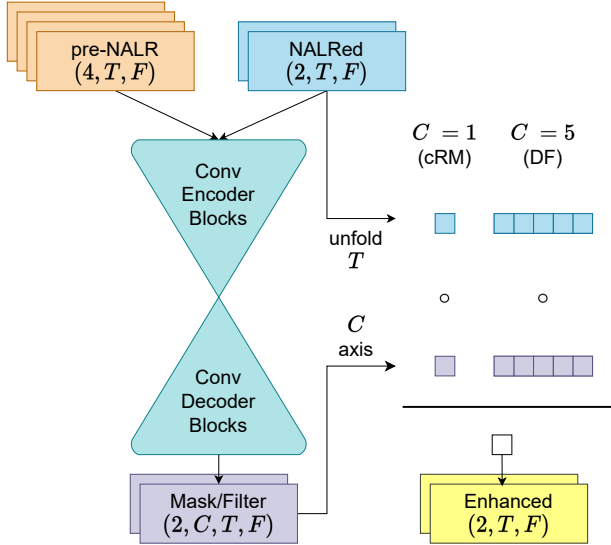 pre-NALR
(4, T, F)
NALRed
(2, T, F)
C = 1
(cRM)
C = 5
(DF)
Conv
Encoder
Blocks
unfold
T
C
axis
Conv
Decoder
Blocks
Mask/Filter
(2, C, T, F)
Enhanced
(2, T, F)